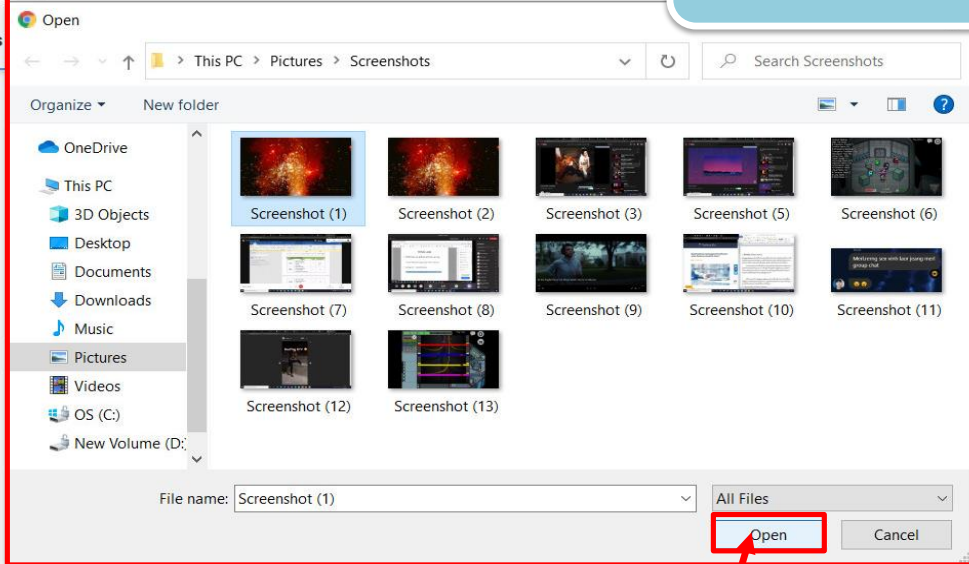 Open
This PC > Pictures > Screenshots
Search Screenshots
Organize
New folder
OneDrive
This PC
3D Objects
Desktop
Documents
Downloads
Music
Pictures
Videos
OS (C:)
New Volume (D:
Screenshot (1)
Screenshot (2)
Screenshot (3)
Screenshot (5)
Screenshot (6)
Screenshot (7)
Screenshot (8)
Screenshot (9)
Screenshot (10)
Screenshot (11)
Screenshot (12)
Screenshot (13)
File name: Screenshot (1)
All Files
Open
Cancel